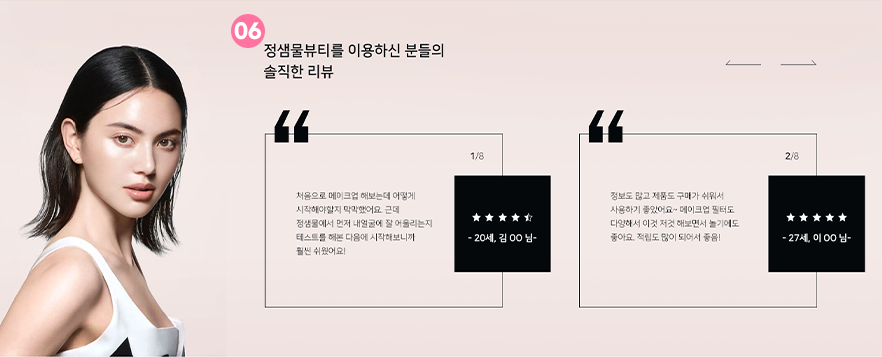 06
정샘물뷰티를 이용하신 분들의
솔직한 리뷰
1/8
처음으로 메이크업 해보는데 어떻게
시작해야할지 막막했어요. 근데
정샘물에서 먼저 내얼굴에 잘 어울리는지
테스트를 해본 다음에 시작해보니까
훨씬 쉬웠어요!
- 20세, 김 OO 님-
2/8
정보도 많고 제품도 구매가 쉬워서
사용하기 좋았어요~ 메이크업 필터도
다양해서 이것 저것 해보면서 놀기에도
좋아요. 적립도 많이 되어서 좋음!
- 27세, 이 OO 님-